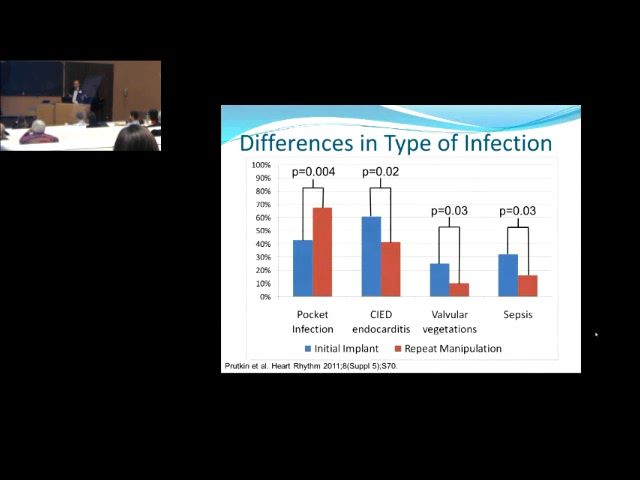 Differences in Type of Infection
100%
90%
80%
70%
60%
50%
40%
30%
20%
10%
0%
p=0.004
p=0.02
p=0.03
p=0.03
Pocket
Infection
CIED
endocarditis
Valvular
vegetations
Sepsis
Initial Implant
Repeat Manipulation
Prutkin et al. Heart Rhythm 2011;8(Suppl 5);S70.